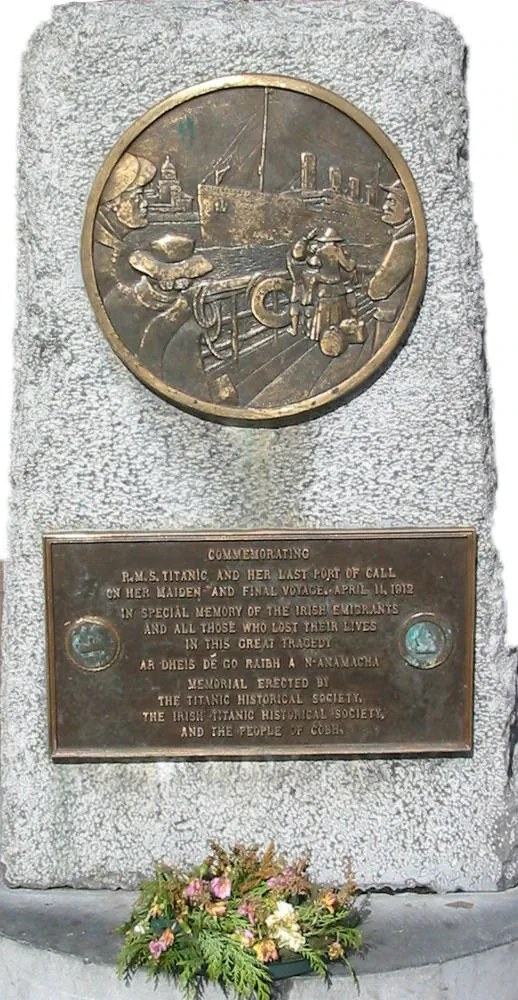 COMMEMORATING
R.M.S. TITANIC AND HER LAST PORT OF CALL
ON HER MAIDEN AND FINAL VOYAGE, APRIL 11, 1912
IN SPECIAL MEMORY OF THE IRISH EMIGRANTS
AND ALL THOSE WHO LOST THEIR LIVES
IN THIS GREAT TRAGEDY
AR DHEIS DÉ GO RAIBH A N-ANAMACHA
MEMORIAL ERECTED BY
THE TITANIC HISTORICAL SOCIETY,
THE IRISH TITANIC HISTORICAL SOCIETY,
AND THE PEOPLE OF COBH.